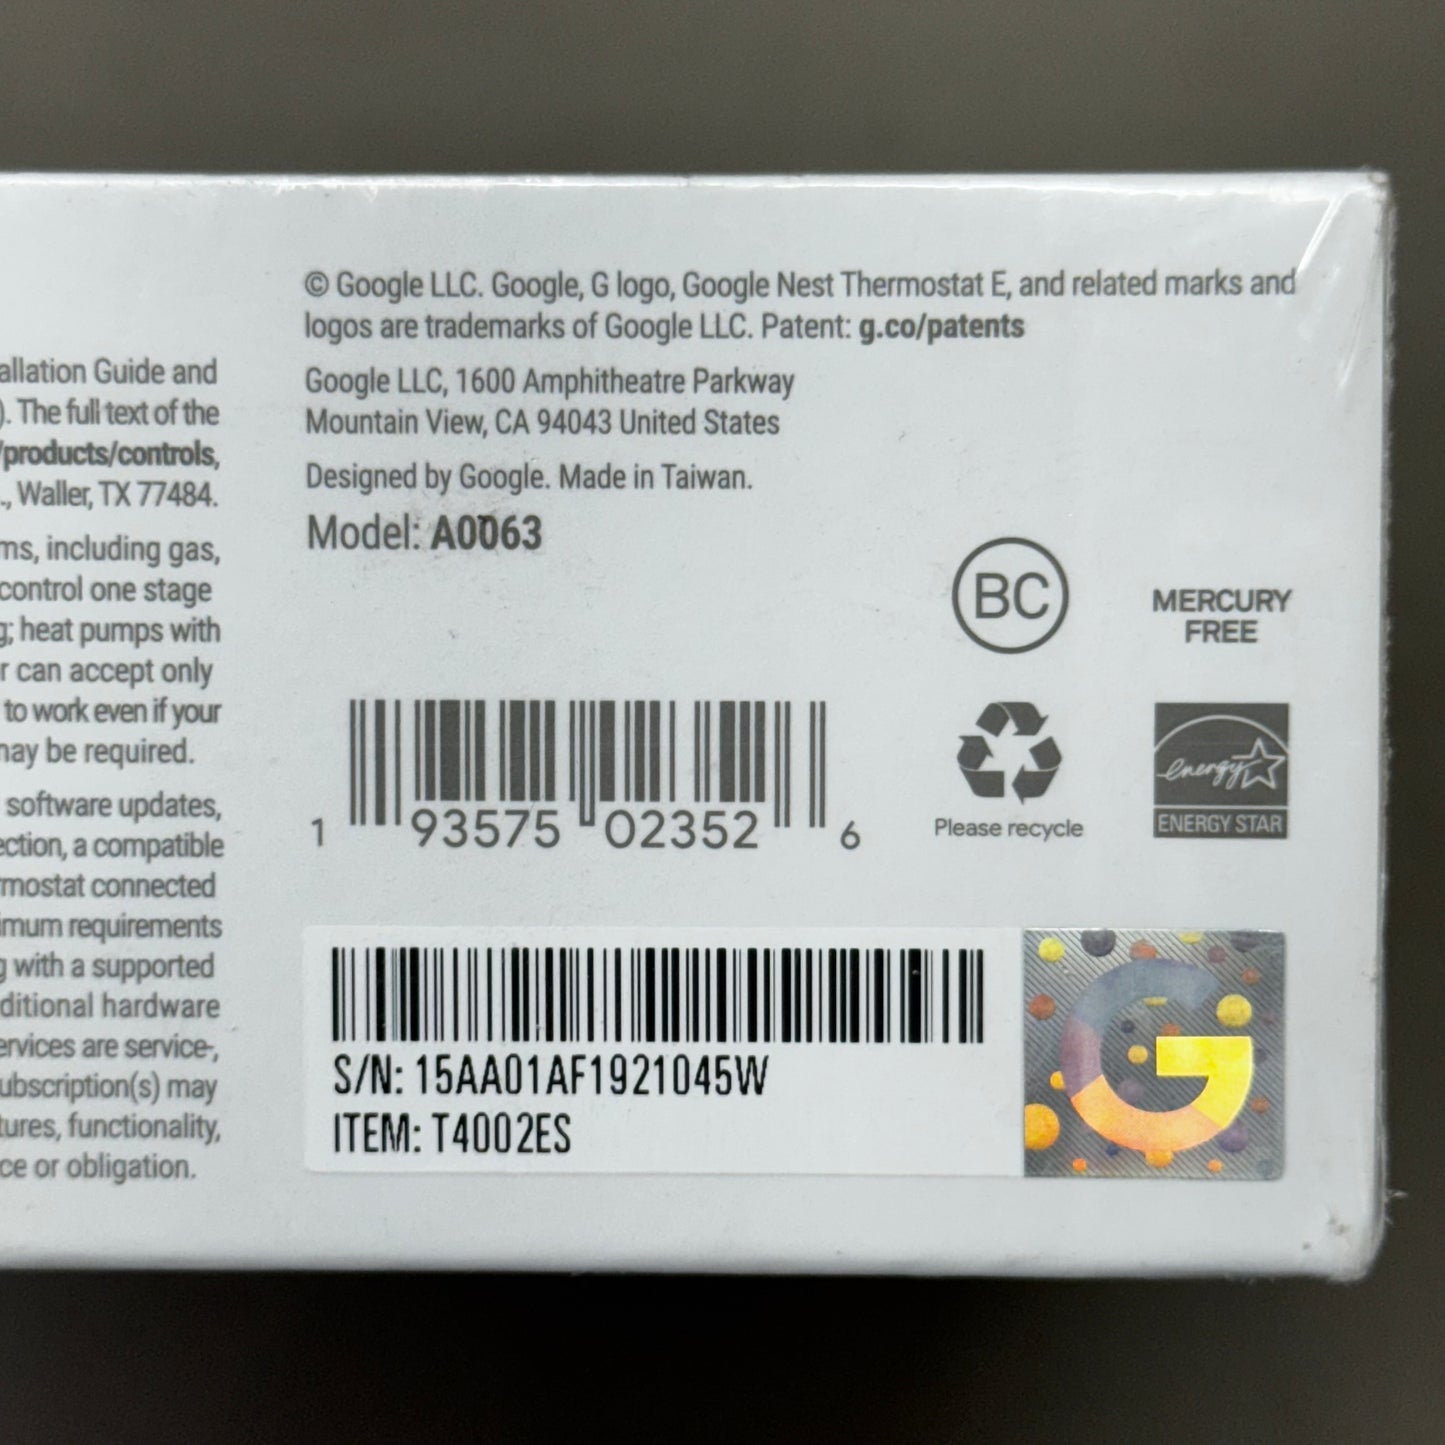 allation Guide and
). The full text of the
/products/controls,
., Waller, TX 77484.
ms, including gas,
control one stage
g; heat pumps with
r can accept only
to work even if your
may be required.
software updates,
ection, a compatible
rmostat connected
imum requirements
g with a supported
ditional hardware
ervices are service-,
ubscription(s) may
tures, functionality,
ce or obligation.
© Google LLC. Google, G logo, Google Nest Thermostat E, and related marks and
logos are trademarks of Google LLC. Patent: g.co/patents
Google LLC, 1600 Amphitheatre Parkway
Mountain View, CA 94043 United States
Designed by Google. Made in Taiwan.
Model: A0063
BC
MERCURY
FREE
1 93575 02352 6
Please recycle
energy
ENERGY STAR
S/N: 15AA01AF1921045W
ITEM: T4002ES
G